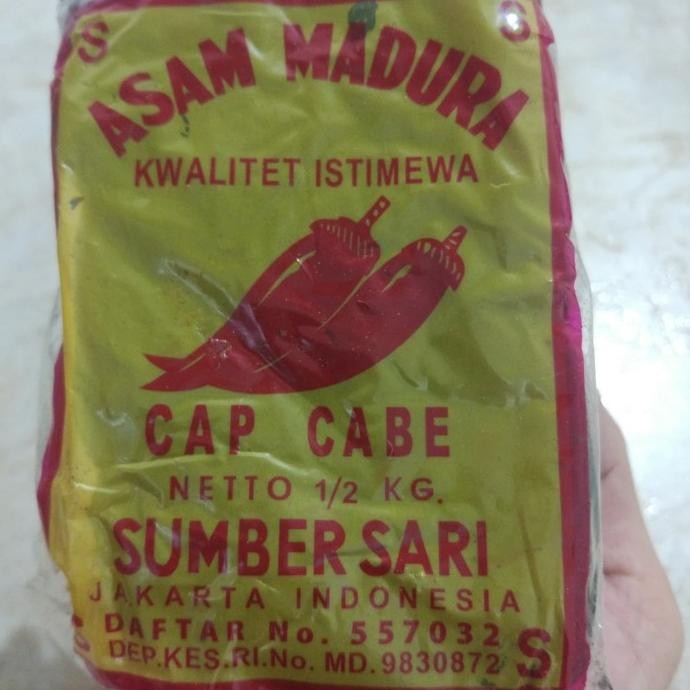 S S
ASAM MADURA
KWALITET ISTIMEWA
CAP CABE
NETTO 1/2 KG.
SUMBER SARI
JAKARTA INDONESIA
DAFTAR No. 557032
S DEP.KES.RI.No. MD. 9830872 S